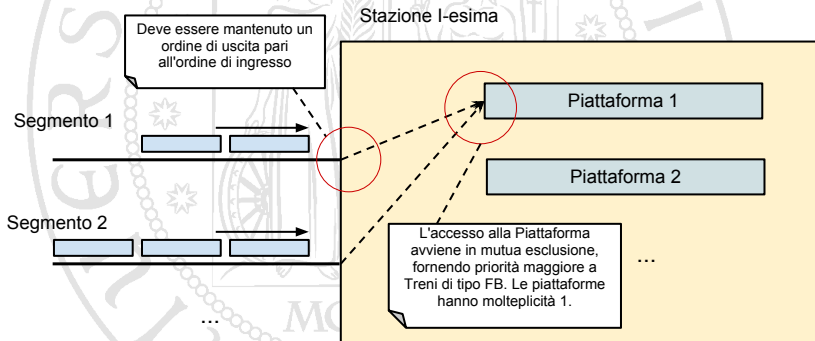 Stazione I-esima
Deve essere mantenuto un
ordine di uscita pari
all'ordine di ingresso
Segmento 1
Piattaforma 1
Piattaforma 2
Segmento 2
L'accesso alla Piattaforma
avviene in mutua esclusione,
fornendo priorità maggiore a
Treni di tipo FB. Le piattaforme
hanno molteplicità 1.
...
...